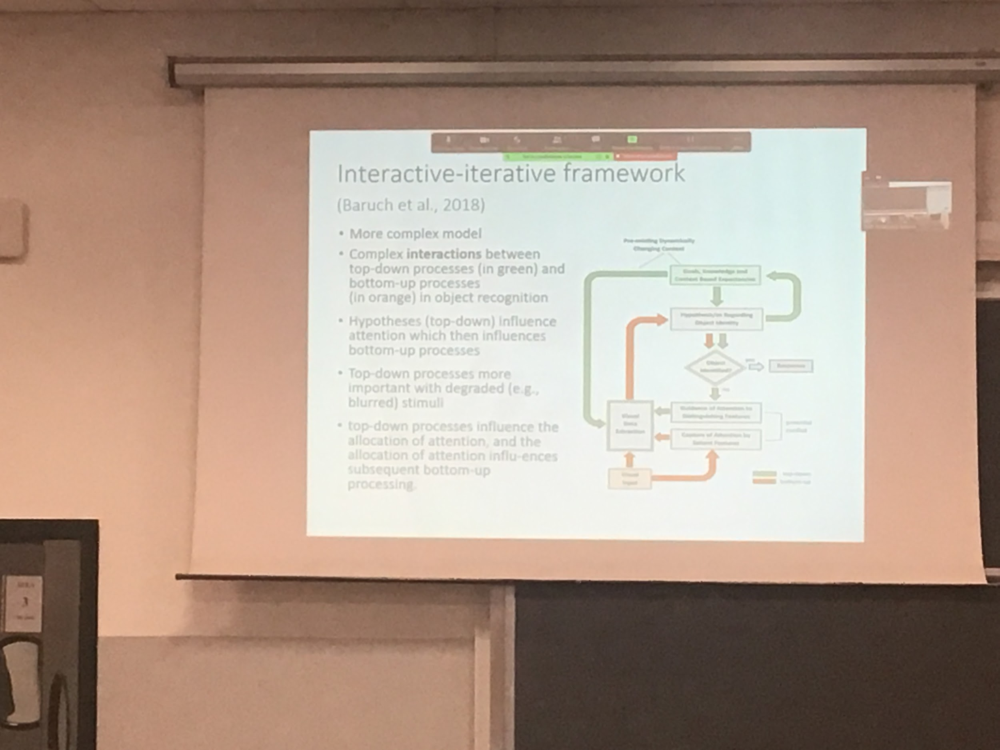 Interactive-iterative framework
(Baruch et al., 2018)
• More complex model
• Complex interactions between
top-down processes (in green) and
bottom-up processes
(in orange) in object recognition
• Hypotheses (top-down) influence
attention which then influences
bottom-up processes
• Top-down processes more
important with degraded (e.g.,
blurred) stimuli
• top-down processes influence the
allocation of attention, and the
allocation of attention influ-ences
subsequent bottom-up
processing.
Pre-existing Dynamically
Changing Context
Goals, Knowledge and
Context Based Expectancies
Hypothesis/es Regarding
Object Identity
Object
Identified?
yes
Response
no
Guidance of Attention to
Distinguishing Features
Visual
Data
Extraction
Capture of Attention by
Salient Features
potential
conflict
Visual
Input
top-down
bottom-up
3